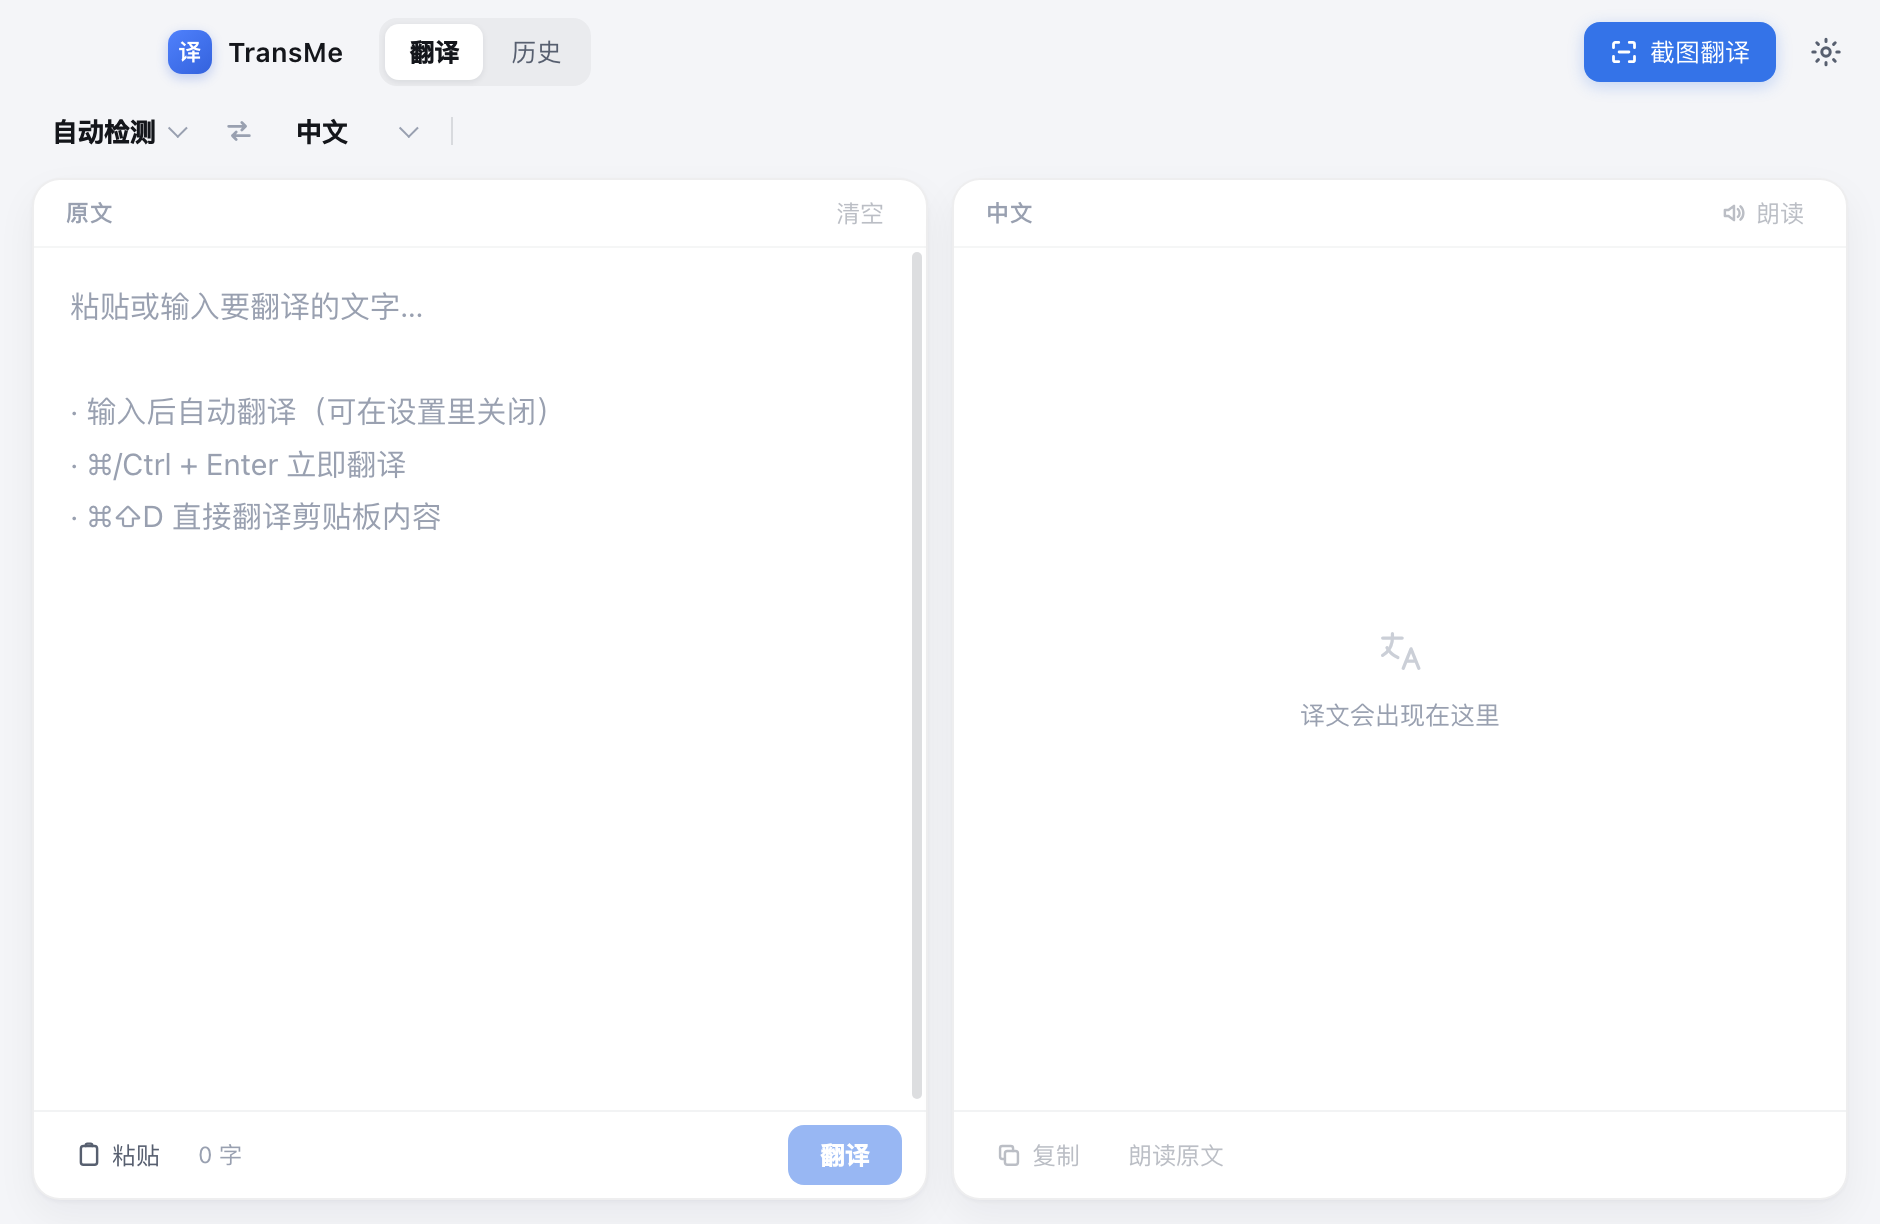 译 TransMe 翻译 历史 截图翻译
自动检测 中文
原文 清空
粘贴或输入要翻译的文字...
· 输入后自动翻译（可在设置里关闭）
· ⌘/Ctrl + Enter 立即翻译
· ⌘⇧D 直接翻译剪贴板内容
粘贴 0 字 翻译
中文 朗读
译文会出现在这里
复制 朗读原文